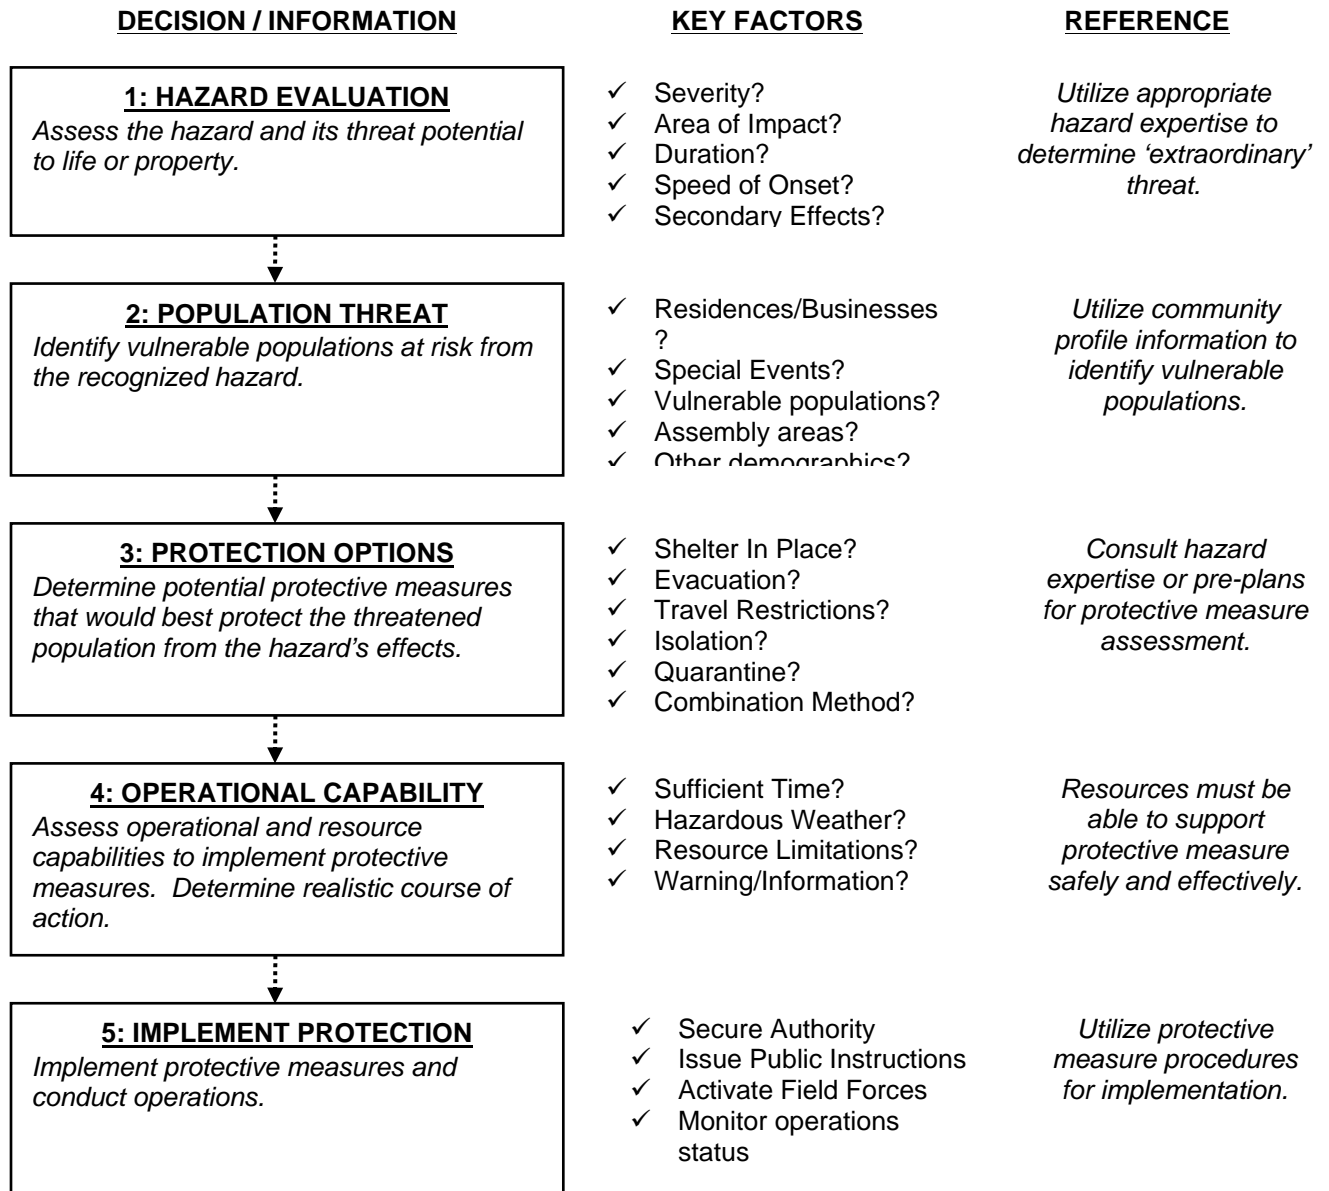 DECISION / INFORMATION
KEY FACTORS
REFERENCE
1: HAZARD EVALUATION
Assess the hazard and its threat potential
to life or property.
✓ Severity?
✓ Area of Impact?
✓ Duration?
✓ Speed of Onset?
✓ Secondary Effects?
Utilize appropriate
hazard expertise to
determine ‘extraordinary’
threat.
2: POPULATION THREAT
Identify vulnerable populations at risk from
the recognized hazard.
✓ Residences/Businesses
?
✓ Special Events?
✓ Vulnerable populations?
✓ Assembly areas?
✓ Other demographics?
Utilize community
profile information to
identify vulnerable
populations.
3: PROTECTION OPTIONS
Determine potential protective measures
that would best protect the threatened
population from the hazard’s effects.
✓ Shelter In Place?
✓ Evacuation?
✓ Travel Restrictions?
✓ Isolation?
✓ Quarantine?
✓ Combination Method?
Consult hazard
expertise or pre-plans
for protective measure
assessment.
4: OPERATIONAL CAPABILITY
Assess operational and resource
capabilities to implement protective
measures.  Determine realistic course of
action.
✓ Sufficient Time?
✓ Hazardous Weather?
✓ Resource Limitations?
✓ Warning/Information?
Resources must be
able to support
protective measure
safely and effectively.
5: IMPLEMENT PROTECTION
Implement protective measures and
conduct operations.
✓ Secure Authority
✓ Issue Public Instructions
✓ Activate Field Forces
✓ Monitor operations
status
Utilize protective
measure procedures
for implementation.